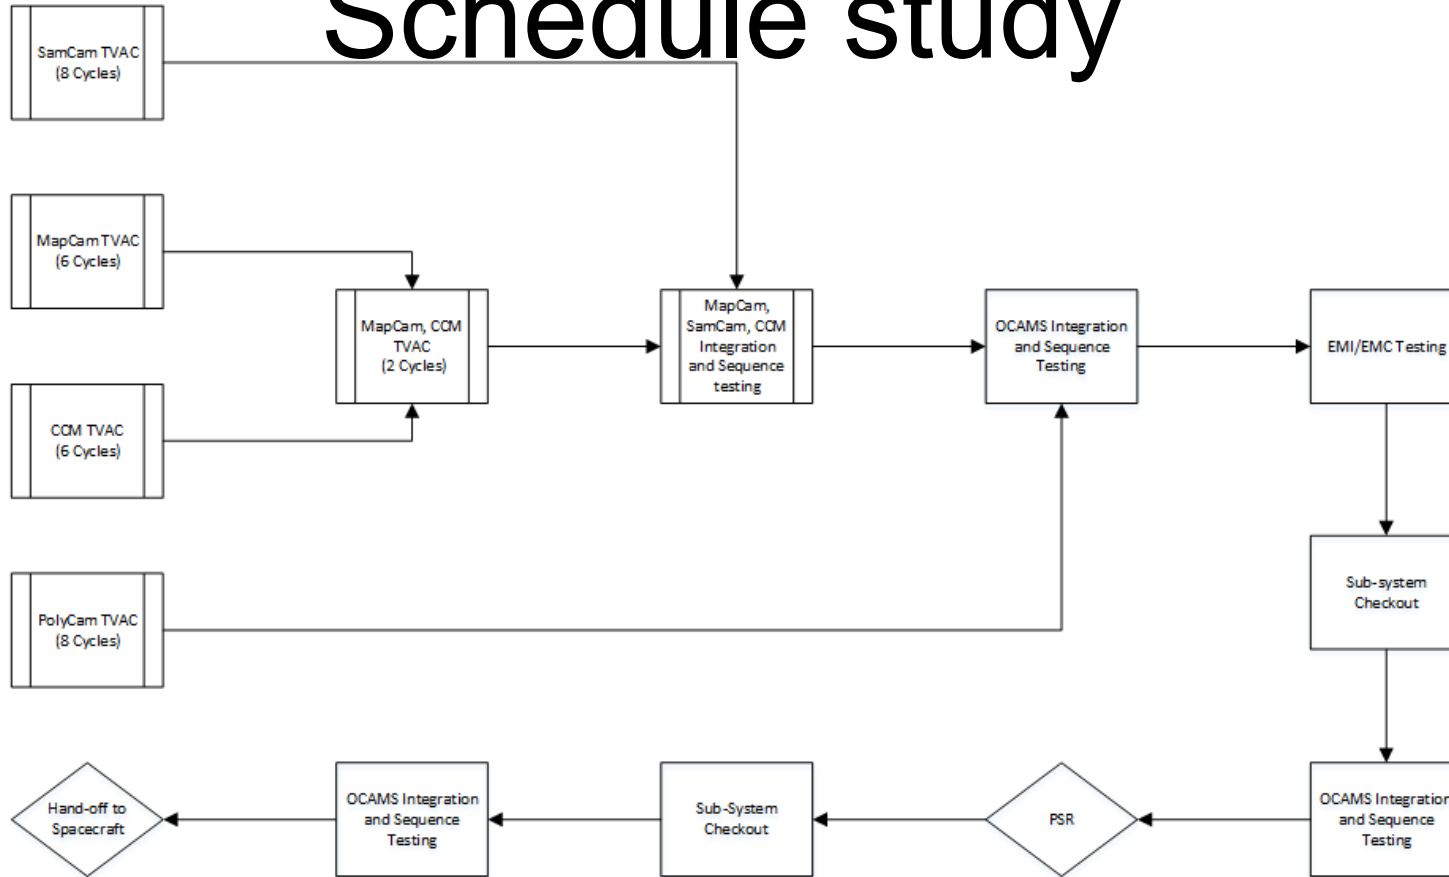 Schedule study
SamCam TVAC
(8 Cycles)
MapCam TVAC
(6 Cycles)
MapCam, CCM
TVAC
(2 Cycles)
MapCam,
SamCam, CCM
Integration
and Sequence
testing
OCAMS Integration
and Sequence
Testing
EMI/EMC Testing
CCM TVAC
(6 Cycles)
Sub-system
Checkout
PolyCam TVAC
(8 Cycles)
Hand-off to
Spacecraft
OCAMS Integration
and Sequence
Testing
Sub-System
Checkout
PSR
OCAMS Integration
and Sequence
Testing